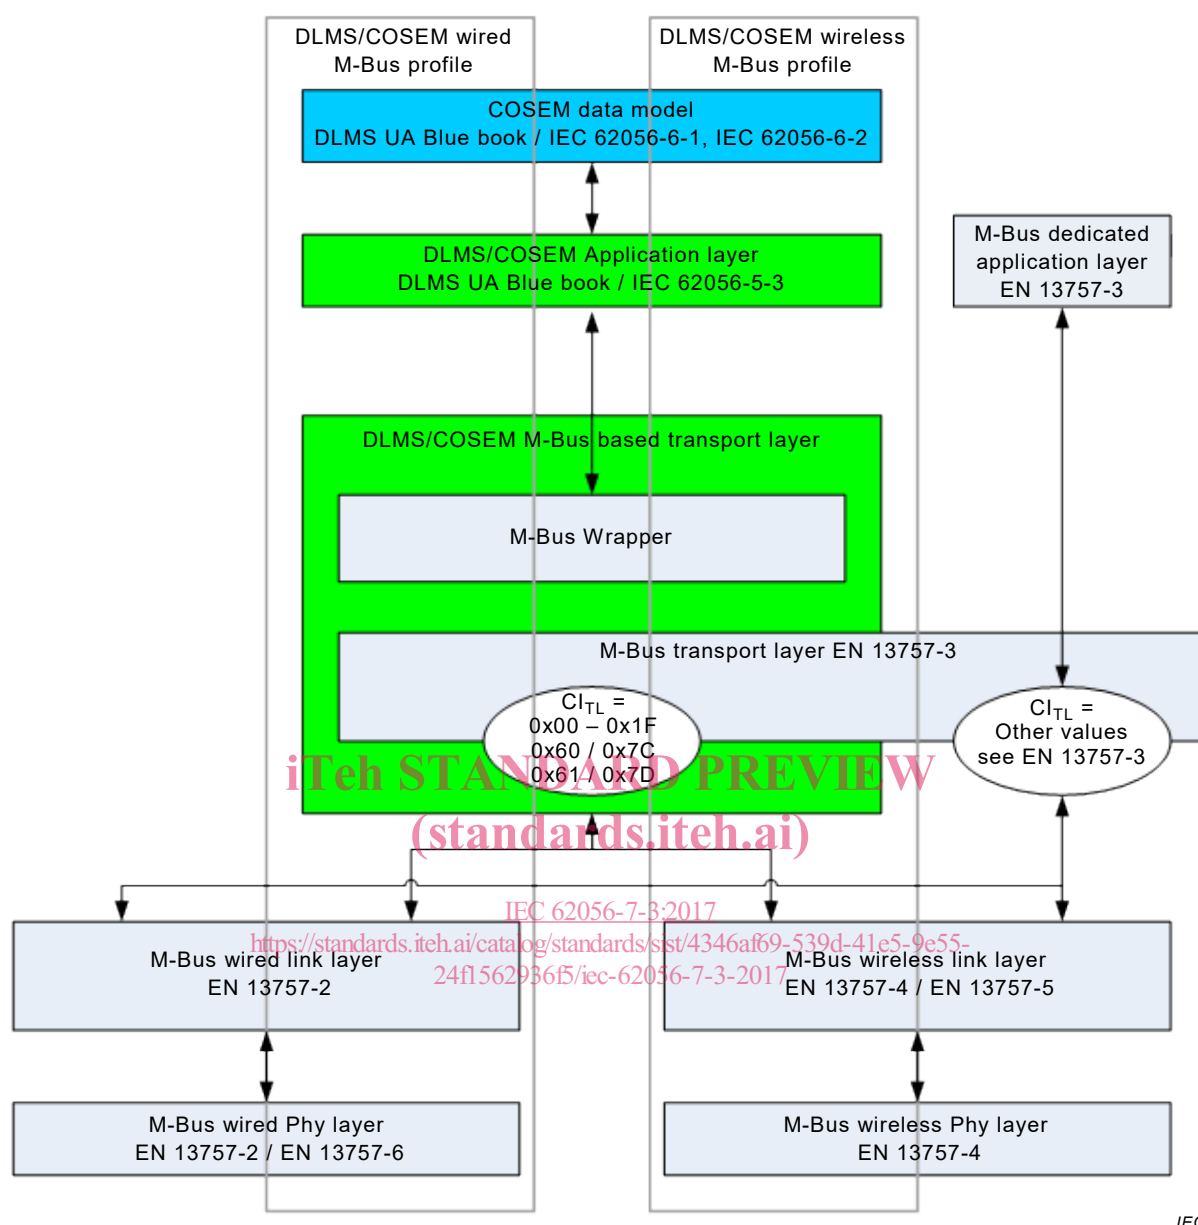 DLMS/COSEM wired
M-Bus profile
DLMS/COSEM wireless
M-Bus profile
COSEM data model
DLMS UA Blue book / IEC 62056-6-1, IEC 62056-6-2
DLMS/COSEM Application layer
DLMS UA Blue book / IEC 62056-5-3
M-Bus dedicated
application layer
EN 13757-3
DLMS/COSEM M-Bus based transport layer
M-Bus Wrapper
M-Bus transport layer EN 13757-3
CITL =
0x00 – 0x1F
0x60 / 0x7C
0x61 / 0x7D
CITL =
Other values
see EN 13757-3
iTeh STANDARD PREVIEW
(standards.iteh.ai)
IEC 62056-7-3:2017
https://standards.iteh.ai/catalog/standards/sist/4346af69-539d-41e5-9e55-
24f1562936f5/iec-62056-7-3-2017
M-Bus wired link layer
EN 13757-2
M-Bus wireless link layer
EN 13757-4 / EN 13757-5
M-Bus wired Phy layer
EN 13757-2 / EN 13757-6
M-Bus wireless Phy layer
EN 13757-4
IEC